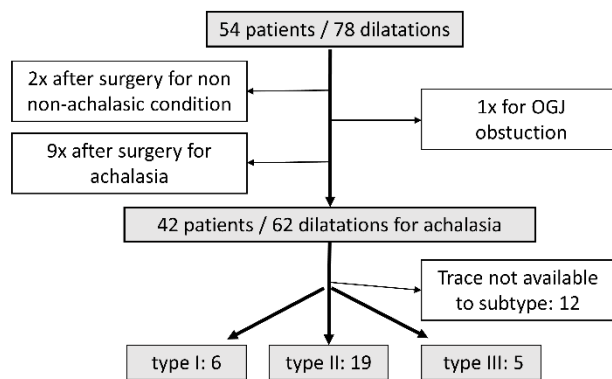 54 patients / 78 dilatations
2x after surgery for non
non-achalasic condition
1x for OGJ
obstuction
9x after surgery for
achalasia
42 patients / 62 dilatations for achalasia
Trace not available
to subtype: 12
type I: 6
type II: 19
type III: 5